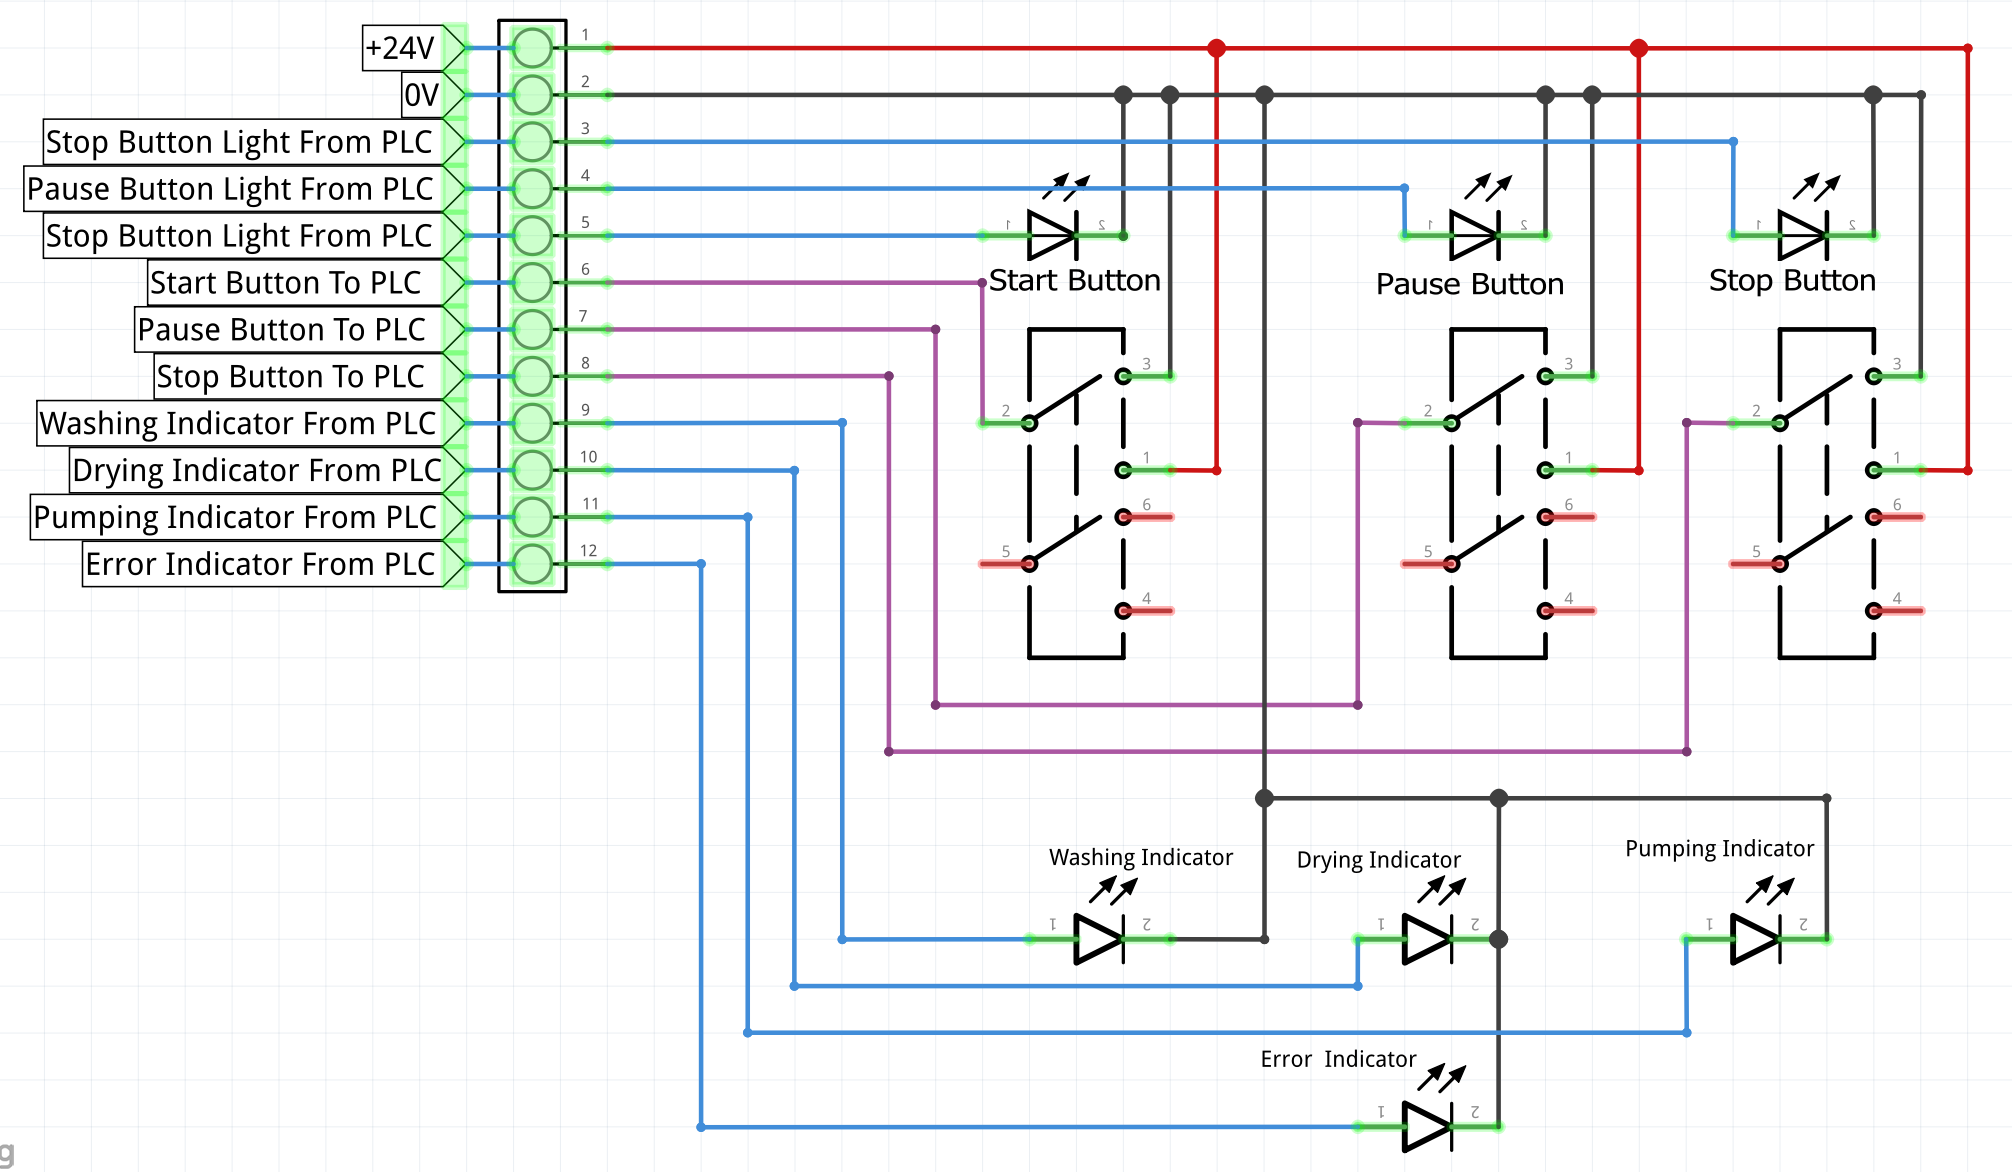 +24V
0V
Stop Button Light From PLC
Pause Button Light From PLC
Stop Button Light From PLC
Start Button To PLC
Pause Button To PLC
Stop Button To PLC
Washing Indicator From PLC
Drying Indicator From PLC
Pumping Indicator From PLC
Error Indicator From PLC
1
2
3
4
5
6
7
8
9
10
11
12
1 2
Start Button
3
2
1
6
5
4
1 2
Pause Button
3
2
1
6
5
4
1 2
Stop Button
3
2
1
6
5
4
Washing Indicator
1 2
Drying Indicator
1 2
Pumping Indicator
1 2
Error Indicator
1 2
g